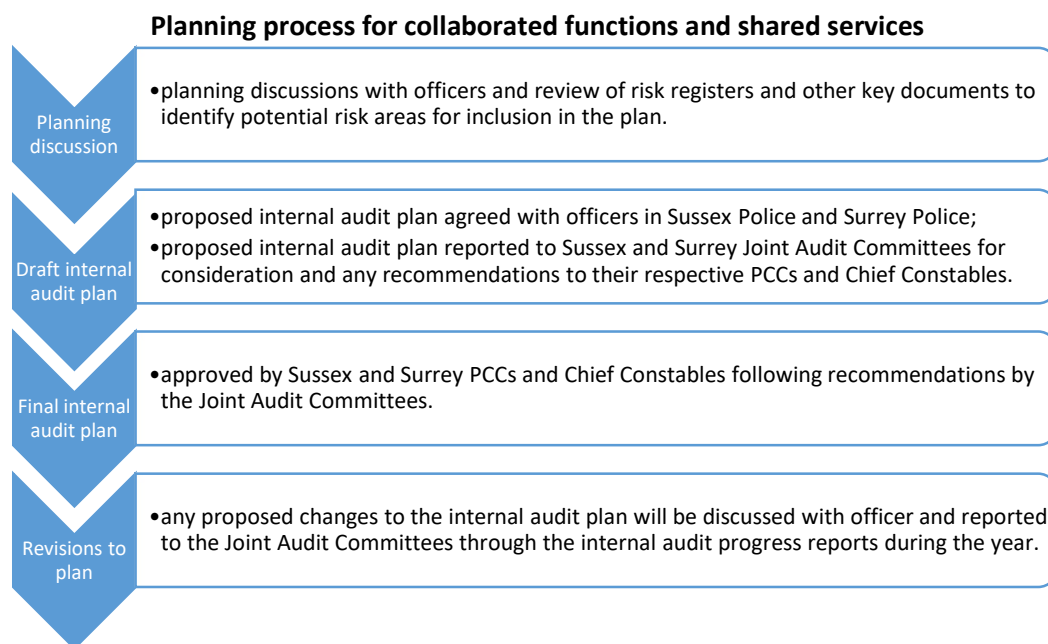 Planning process for collaborated functions and shared services
Planning
discussion
•planning discussions with officers and review of risk registers and other key documents to
identify potential risk areas for inclusion in the plan.
Draft internal
audit plan
•proposed internal audit plan agreed with officers in Sussex Police and Surrey Police;
•proposed internal audit plan reported to Sussex and Surrey Joint Audit Committees for
consideration and any recommendations to their respective PCCs and Chief Constables.
Final internal
audit plan
•approved by Sussex and Surrey PCCs and Chief Constables following recommendations by
the Joint Audit Committees.
Revisions to
plan
•any proposed changes to the internal audit plan will be discussed with officer and reported
to the Joint Audit Committees through the internal audit progress reports during the year.